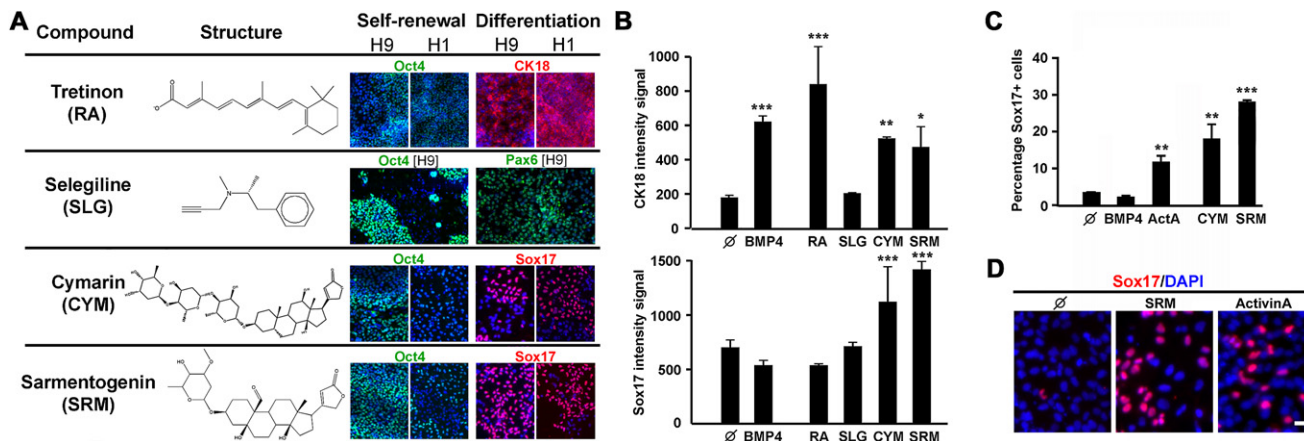 A
Compound
Structure
Self-renewal
Differentiation
H9
H1
H9
H1
Tretinon
(RA)
Oct4
CK18
Selegiline
(SLG)
Oct4 [H9]
Pax6 [H9]
Cymarin
(CYM)
Oct4
Sox17
Sarmentogenin
(SRM)
Oct4
Sox17
B
CK18 intensity signal
1000
800
600
400
200
0
***
***
**
*
∅ BMP4 RA SLG CYM SRM
Sox17 intensity signal
1500
1000
500
0
***
***
∅ BMP4 RA SLG CYM SRM
C
Percentage Sox17+ cells
40
30
20
10
0
**
**
***
∅ BMP4 ActA CYM SRM
D
Sox17/DAPI
∅ SRM ActivinA